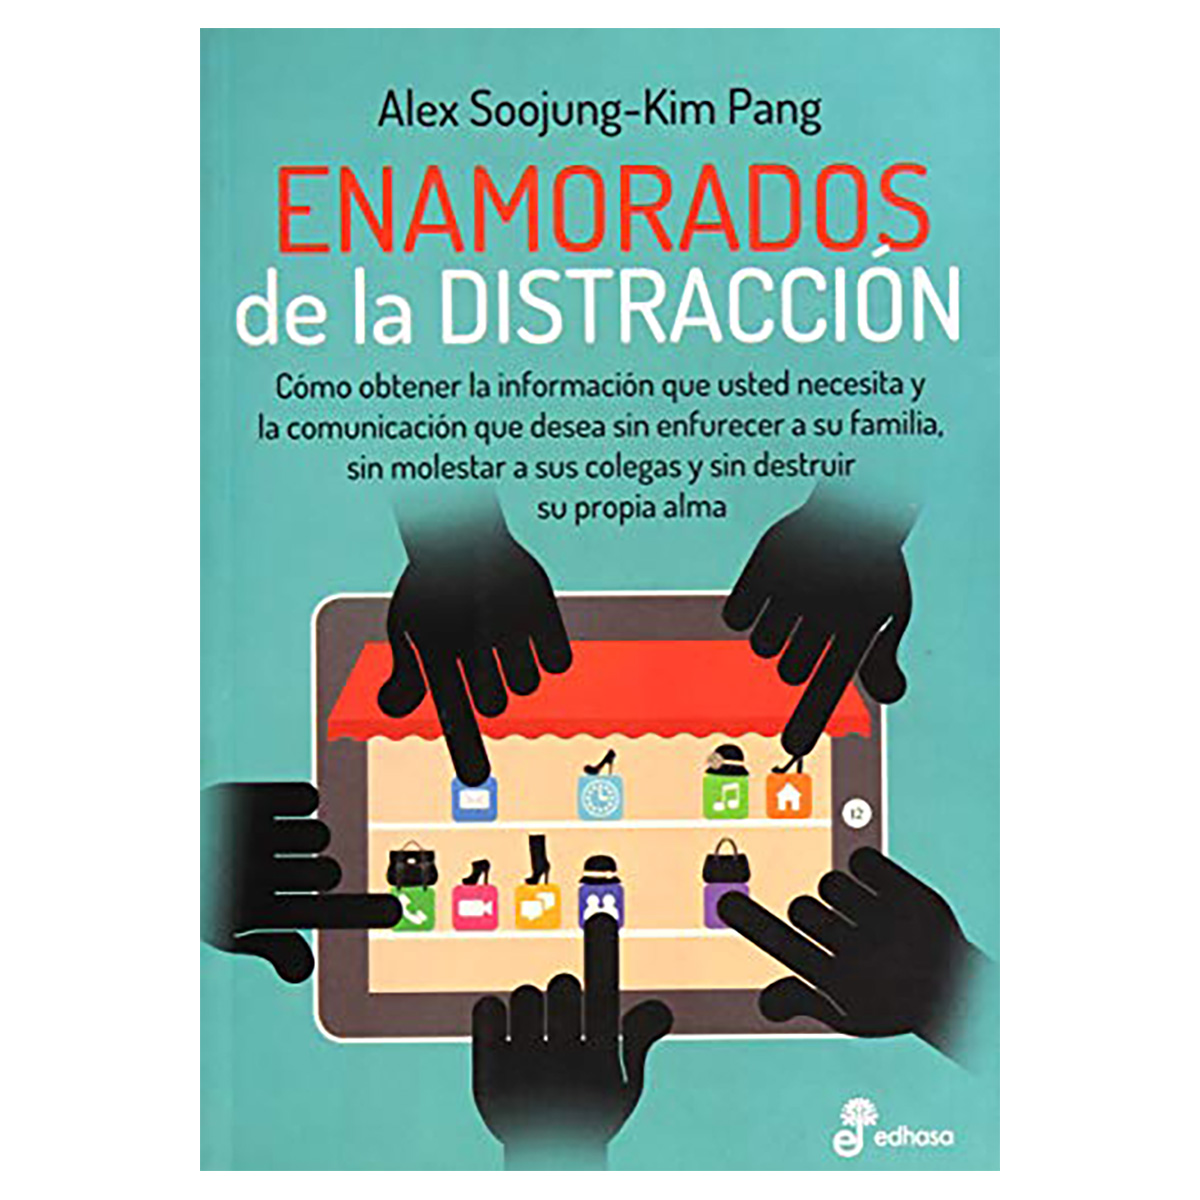 Alex Soojung-Kim Pang
ENAMORADOS
de la DISTRACCIÓN
Cómo obtener la información que usted necesita y
la comunicación que desea sin enfurecer a su familia,
sin molestar a sus colegas y sin destruir
su propia alma
12
edhasa